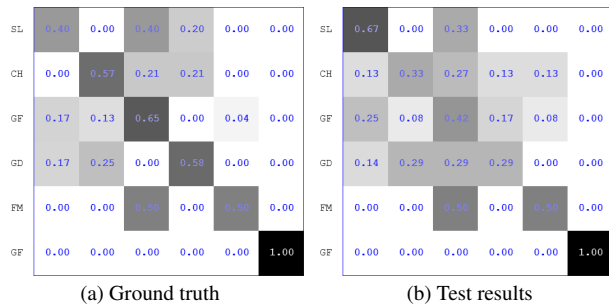 SL 0.40 0.00 0.40 0.20 0.00 0.00
CH 0.00 0.57 0.21 0.21 0.00 0.00
GF 0.17 0.13 0.65 0.00 0.04 0.00
GD 0.17 0.25 0.00 0.58 0.00 0.00
FM 0.00 0.00 0.50 0.00 0.50 0.00
GF 0.00 0.00 0.00 0.00 0.00 1.00
(a) Ground truth
SL 0.67 0.00 0.33 0.00 0.00 0.00
CH 0.13 0.33 0.27 0.13 0.13 0.00
GF 0.25 0.08 0.42 0.17 0.08 0.00
GD 0.14 0.29 0.29 0.29 0.00 0.00
FM 0.00 0.00 0.50 0.00 0.50 0.00
GF 0.00 0.00 0.00 0.00 0.00 1.00
(b) Test results